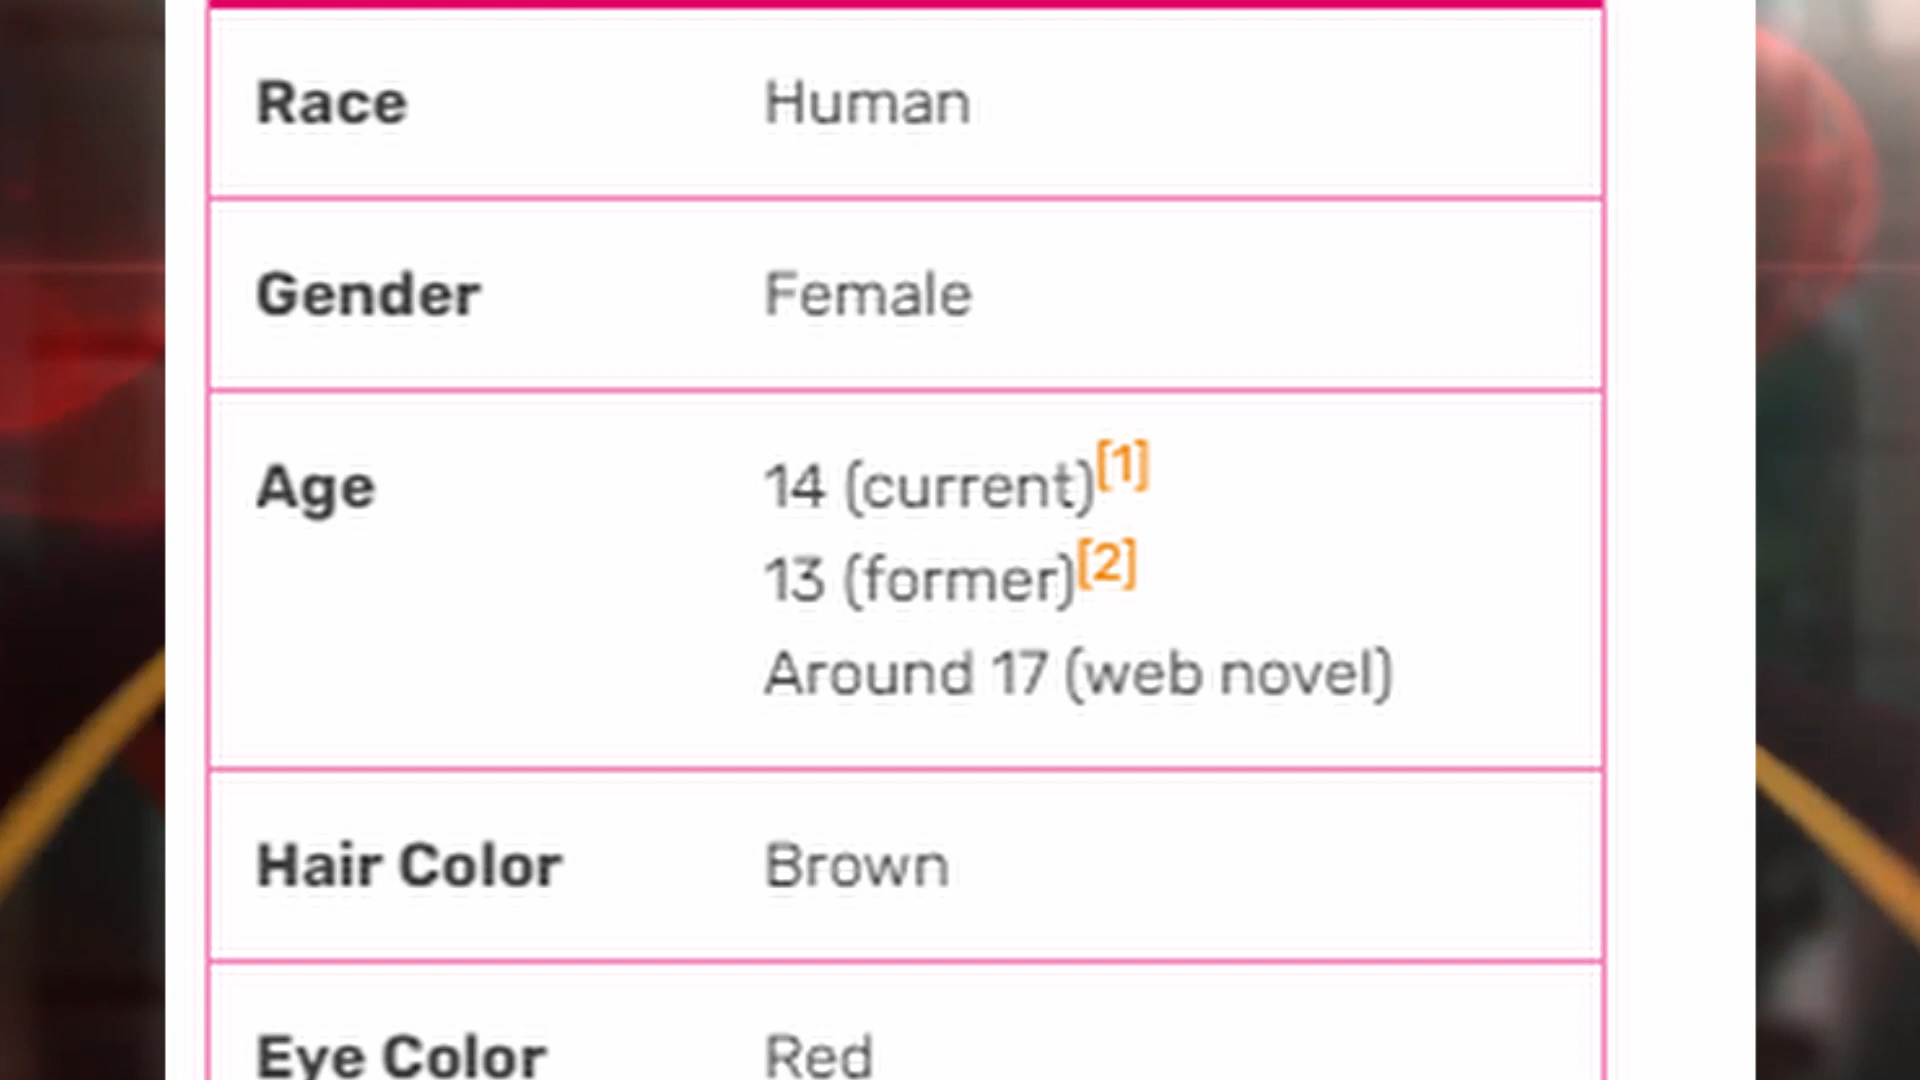 Race Human
Gender Female
Age 14 (current)[1]
13 (former)[2]
Around 17 (web novel)
Hair Color Brown
Eye Color Red